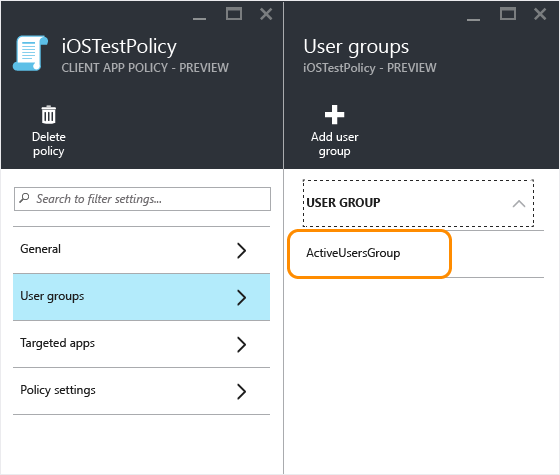 iOSTestPolicy
CLIENT APP POLICY - PREVIEW
Delete
policy
Search to filter settings...
General
User groups
Targeted apps
Policy settings
User groups
iOSTestPolicy - PREVIEW
Add user
group
USER GROUP
ActiveUsersGroup